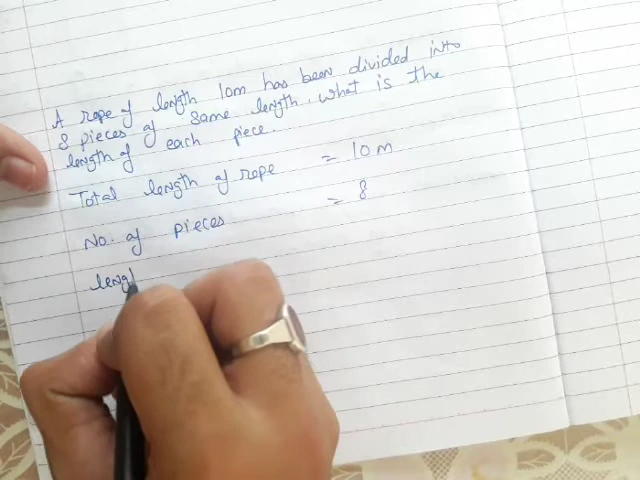 A rope of length 10m has been divided into
8 pieces of same length. What is the
length of each piece.
Total length of rope = 10 m
No. of pieces = 8
leng